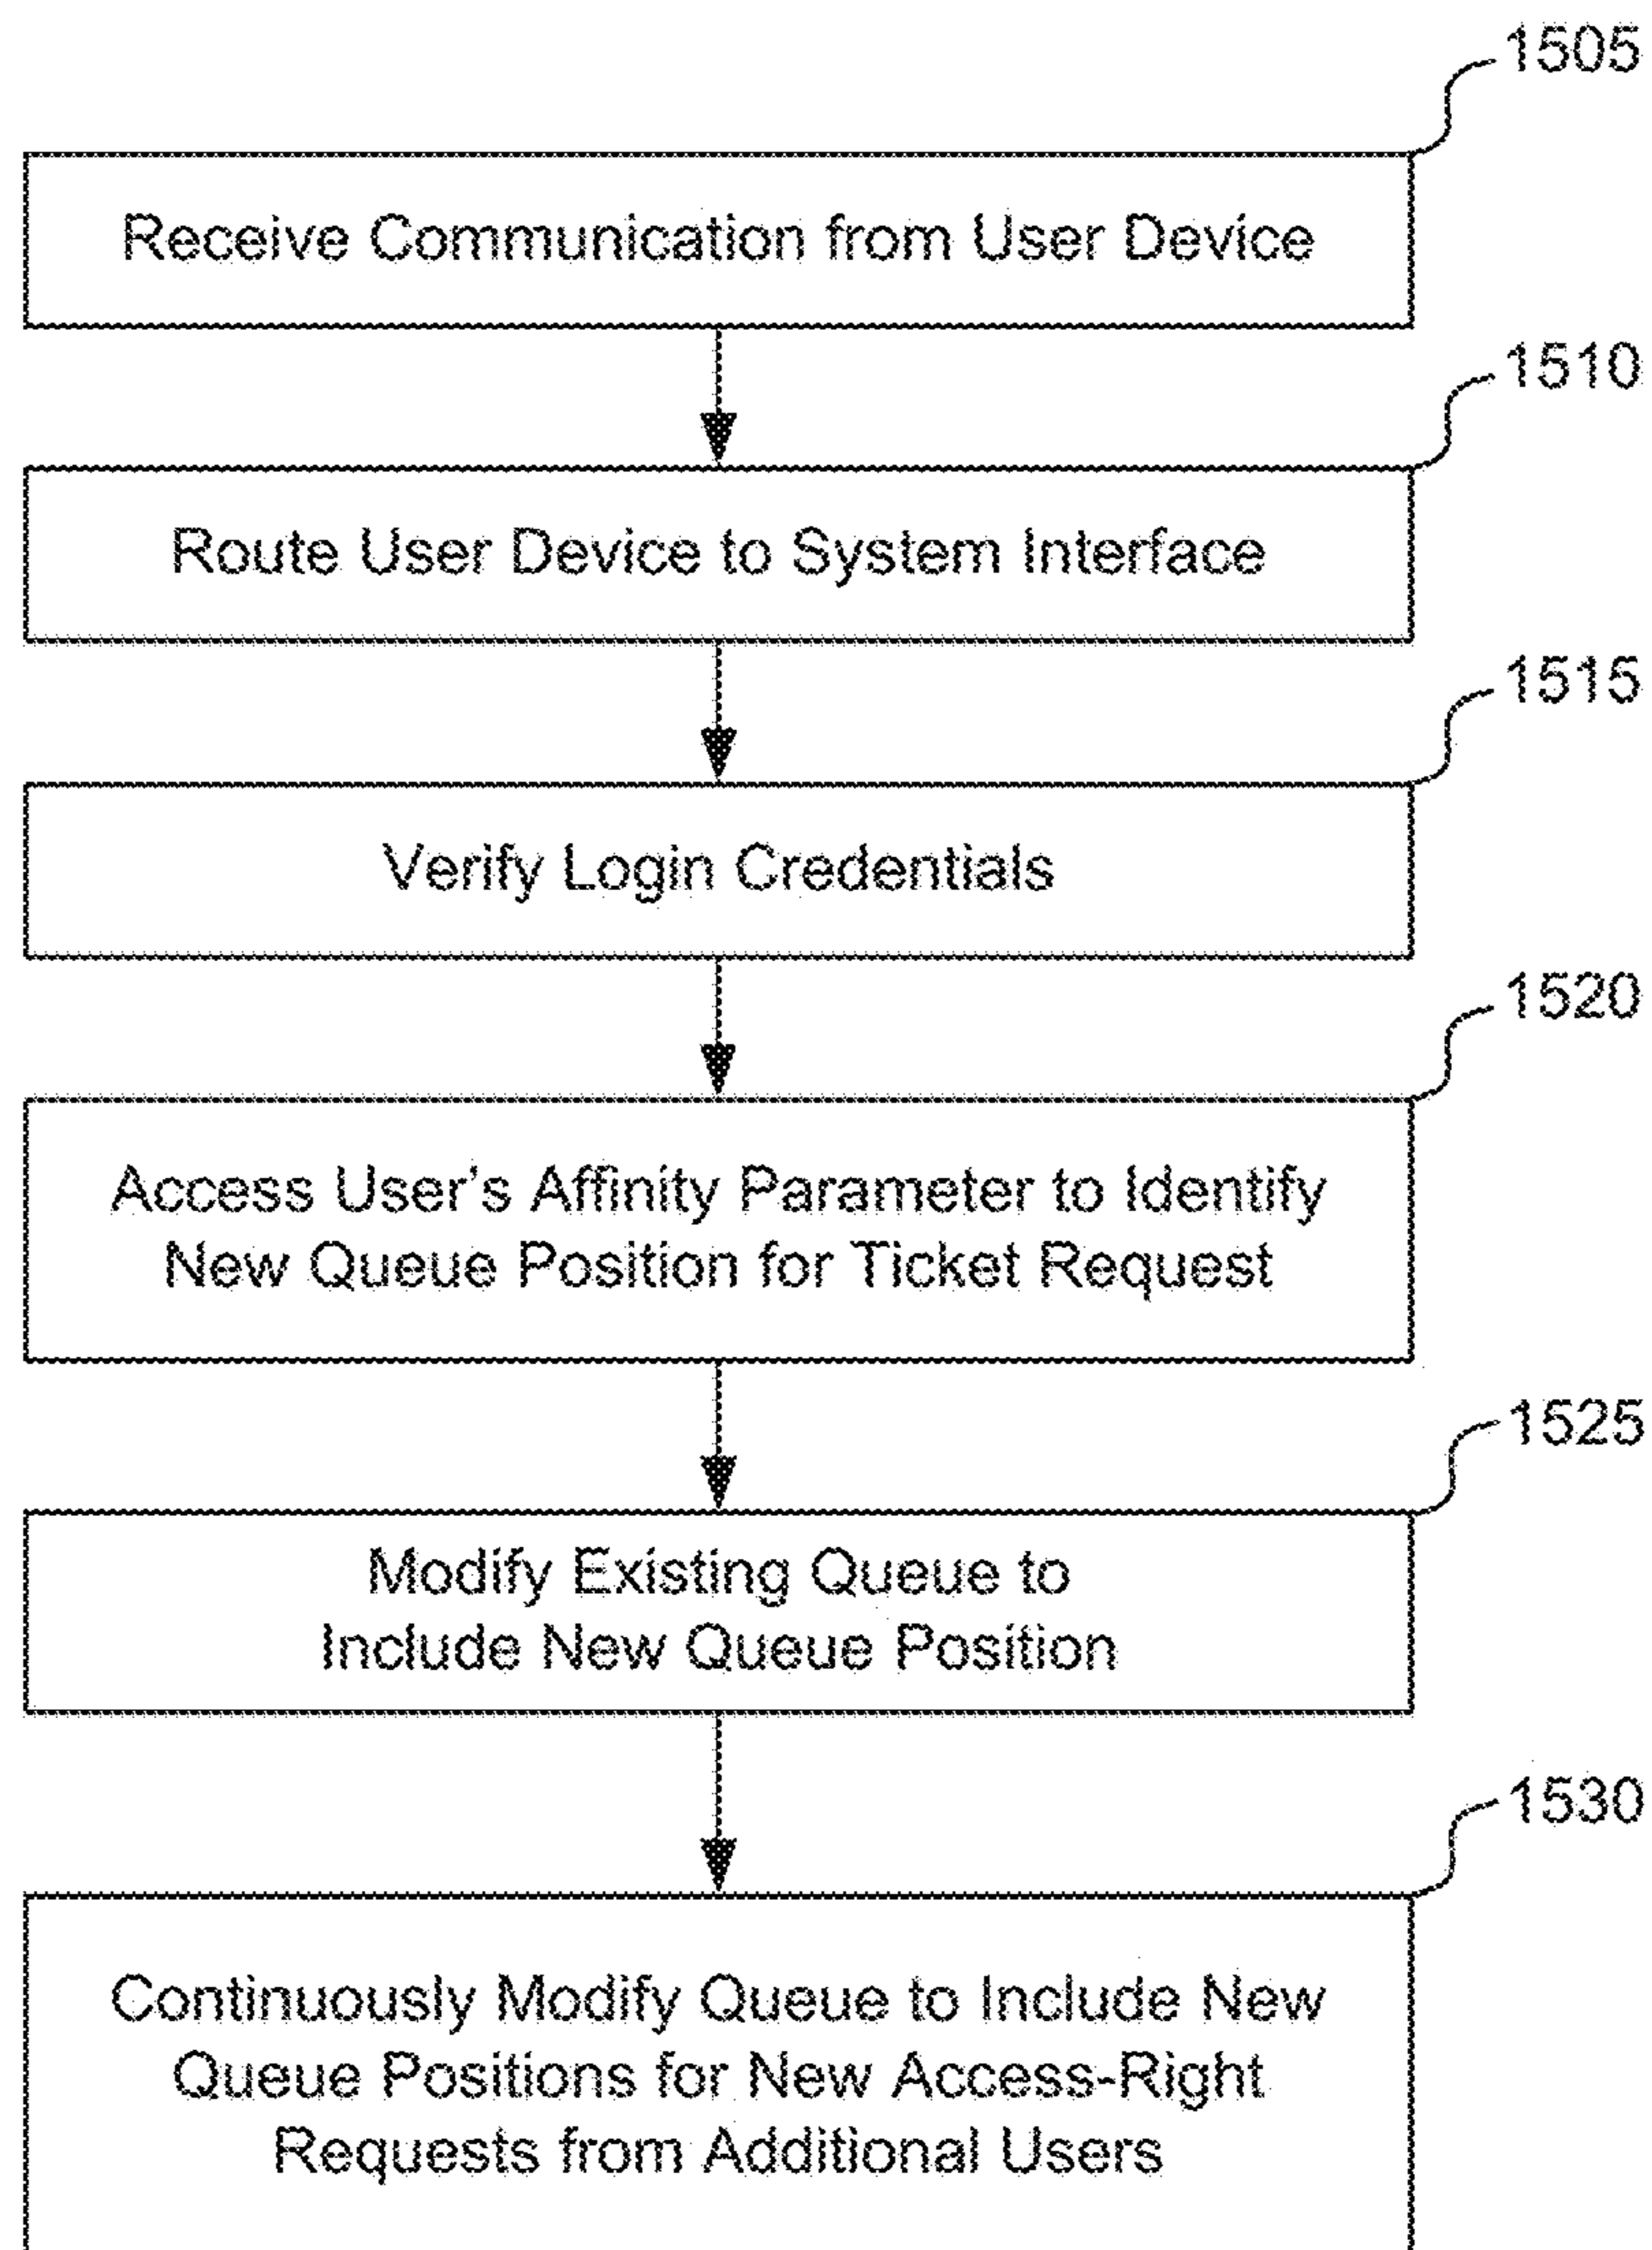 1505
Receive Communication from User Device
1510
Route User Device to System Interface
1515
Verify Login Credentials
1520
Access User's Affinity Parameter to Identify
New Queue Position for Ticket Request
1525
Modify Existing Queue to
Include New Queue Position
1530
Continuously Modify Queue to Include New
Queue Positions for New Access-Right
Requests from Additional Users